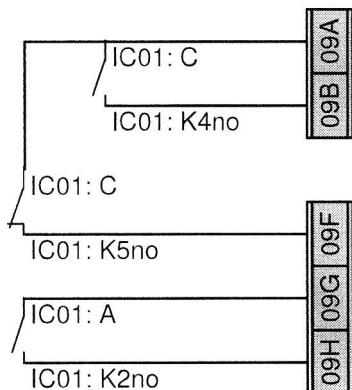 09A
IC01: C
09B
IC01: K4no
IC01: C
09F
IC01: K5no
09G
IC01: A
09H
IC01: K2no